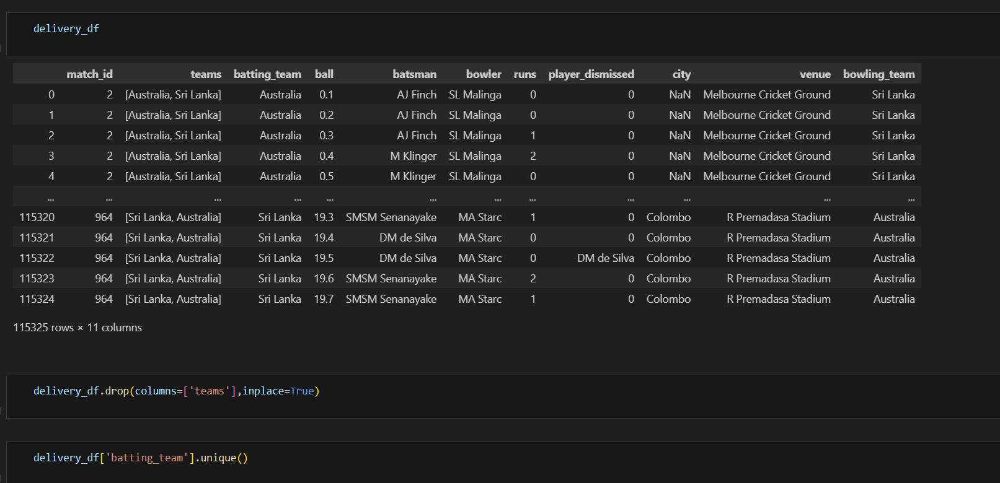 delivery_df
match_id teams batting_team ball batsman bowler runs player_dismissed city venue bowling_team
0 2 [Australia, Sri Lanka] Australia 0.1 AJ Finch SL Malinga 0 0 NaN Melbourne Cricket Ground Sri Lanka
1 2 [Australia, Sri Lanka] Australia 0.2 AJ Finch SL Malinga 0 0 NaN Melbourne Cricket Ground Sri Lanka
2 2 [Australia, Sri Lanka] Australia 0.3 AJ Finch SL Malinga 1 0 NaN Melbourne Cricket Ground Sri Lanka
3 2 [Australia, Sri Lanka] Australia 0.4 M Klinger SL Malinga 2 0 NaN Melbourne Cricket Ground Sri Lanka
4 2 [Australia, Sri Lanka] Australia 0.5 M Klinger SL Malinga 0 0 NaN Melbourne Cricket Ground Sri Lanka
... ... ... ... ... ... ... ... ... ... ... ...
115320 964 [Sri Lanka, Australia] Sri Lanka 19.3 SMSM Senanayake MA Starc 1 0 Colombo R Premadasa Stadium Australia
115321 964 [Sri Lanka, Australia] Sri Lanka 19.4 DM de Silva MA Starc 0 0 Colombo R Premadasa Stadium Australia
115322 964 [Sri Lanka, Australia] Sri Lanka 19.5 DM de Silva MA Starc 0 DM de Silva Colombo R Premadasa Stadium Australia
115323 964 [Sri Lanka, Australia] Sri Lanka 19.6 SMSM Senanayake MA Starc 2 0 Colombo R Premadasa Stadium Australia
115324 964 [Sri Lanka, Australia] Sri Lanka 19.7 SMSM Senanayake MA Starc 1 0 Colombo R Premadasa Stadium Australia
115325 rows × 11 columns
delivery_df.drop(columns=['teams'],inplace=True)
delivery_df['batting_team'].unique()